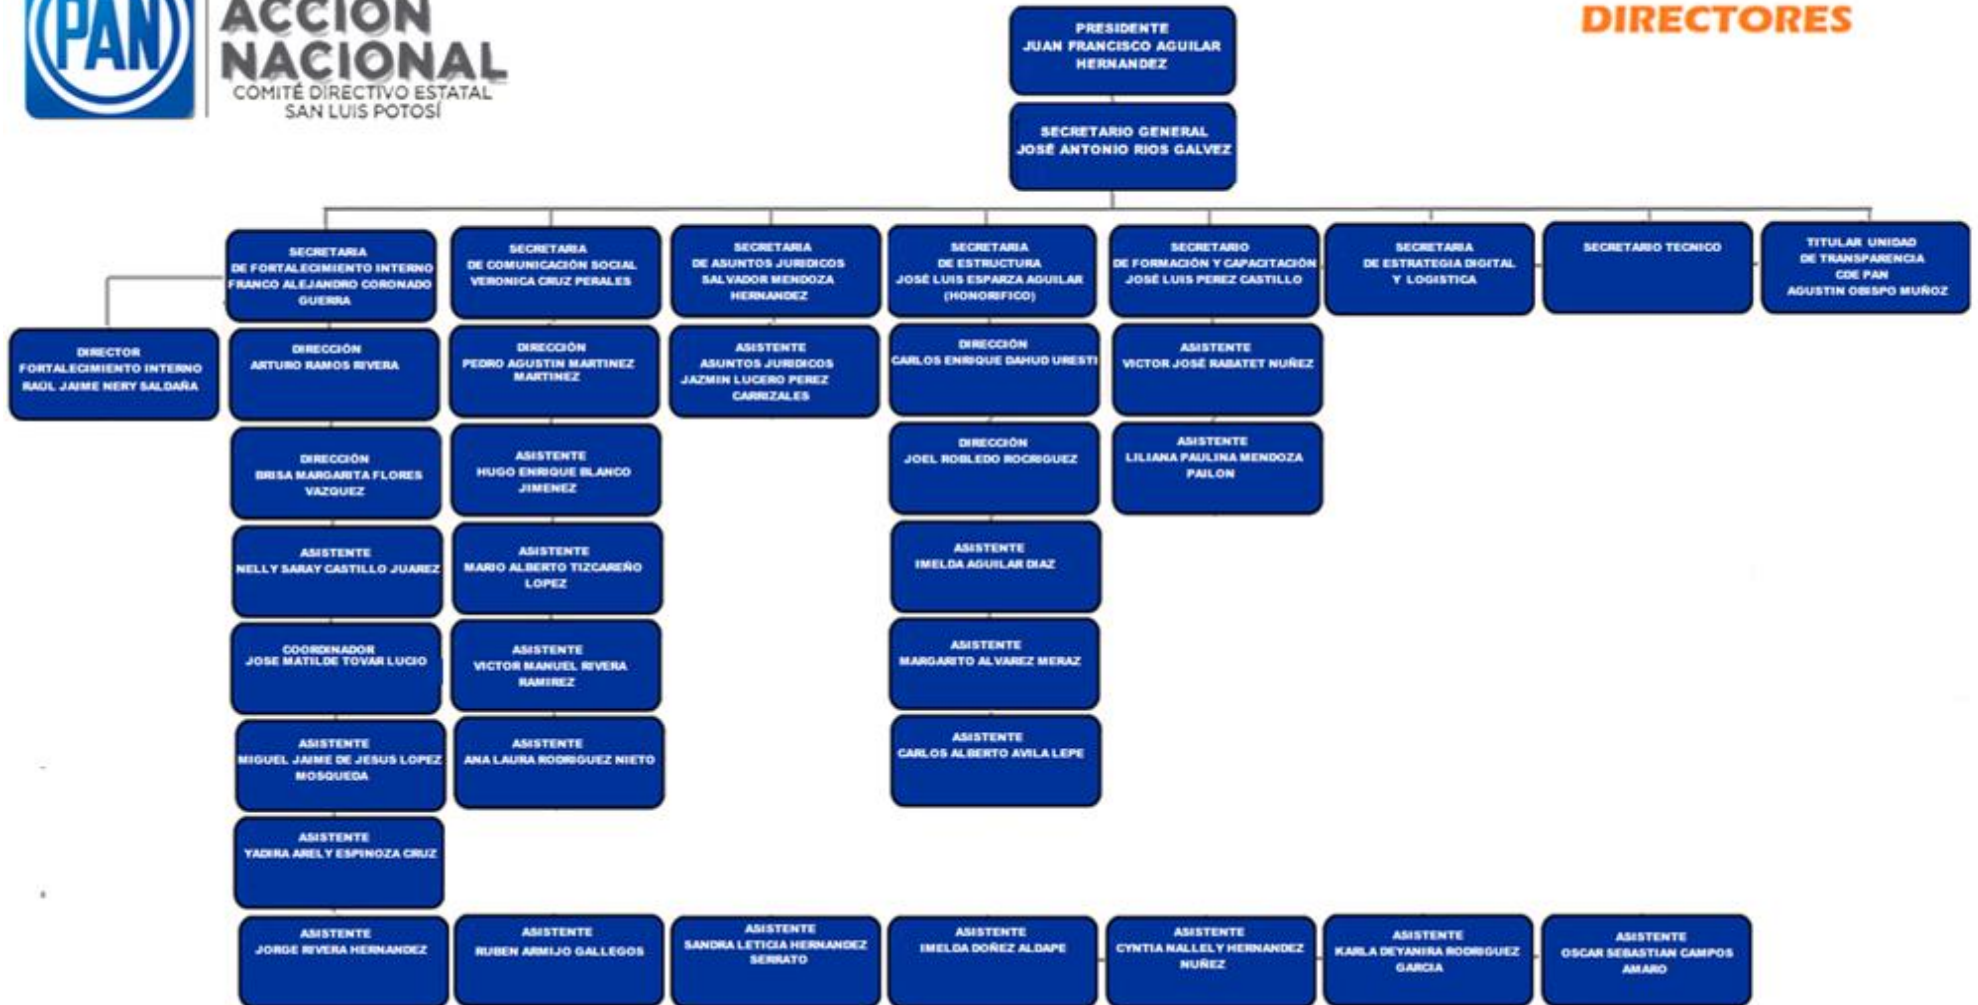 PAN
ACCIÓN
NACIONAL
COMITÉ DIRECTIVO ESTATAL
SAN LUIS POTOSÍ
DIRECTORES
PRESIDENTE
JUAN FRANCISCO AGUILAR
HERNANDEZ
SECRETARIO GENERAL
JOSÉ ANTONIO RIOS GALVEZ
SECRETARIA
DE FORTALECIMIENTO INTERNO
FRANCO ALEJANDRO CORONADO
GUERRA
SECRETARIA
DE COMUNICACIÓN SOCIAL
VERONICA CRUZ PERALES
SECRETARIA
DE ASUNTOS JURIDICOS
SALVADOR MENDOZA
HERNANDEZ
SECRETARIA
DE ESTRUCTURA
JOSÉ LUIS ESPARZA AGUILAR
(HONORIFICO)
SECRETARIO
DE FORMACIÓN Y CAPACITACIÓN
JOSÉ LUIS PEREZ CASTILLO
SECRETARIA
DE ESTRATEGIA DIGITAL
Y LOGISTICA
SECRETARIO TECNICO
TITULAR UNIDAD
DE TRANSPARENCIA
CDE PAN
AGUSTIN OBISPO MUÑOZ
DIRECTOR
FORTALECIMIENTO INTERNO
RAÚL JAIME NERY SALDAÑA
DIRECCIÓN
ARTURO RAMOS RIVERA
DIRECCIÓN
PEDRO AGUSTIN MARTINEZ
MARTINEZ
ASISTENTE
ASUNTOS JURIDICOS
JAZMIN LUCERO PEREZ
CARRIZALES
DIRECCIÓN
CARLOS ENRIQUE DAHUD URESTI
ASISTENTE
VICTOR JOSÉ RABATET NUÑEZ
DIRECCIÓN
BRISA MARGARITA FLORES
VAZQUEZ
ASISTENTE
HUGO ENRIQUE BLANCO
JIMENEZ
DIRECCIÓN
JOEL ROBLEDO ROCRIGUEZ
ASISTENTE
LILIANA PAULINA MENDOZA
PAILON
ASISTENTE
NELLY SARAY CASTILLO JUAREZ
ASISTENTE
MARIO ALBERTO TIZCAREÑO
LOPEZ
ASISTENTE
IMELDA AGUILAR DIAZ
COORDINADOR
JOSE MATILDE TOVAR LUCIO
ASISTENTE
VICTOR MANUEL RIVERA
RAMIREZ
ASISTENTE
MARGARITO ALVAREZ MERAZ
ASISTENTE
MIGUEL JAIME DE JESUS LOPEZ
MOSQUEDA
ASISTENTE
ANA LAURA RODRIGUEZ NIETO
ASISTENTE
CARLOS ALBERTO AVILA LEPE
ASISTENTE
YADIRA ARELY ESPINOZA CRUZ
ASISTENTE
JORGE RIVERA HERNANDEZ
ASISTENTE
RUBEN ARMIJO GALLEGOS
ASISTENTE
SANDRA LETICIA HERNANDEZ
SERRATO
ASISTENTE
IMELDA DOÑEZ ALDAPE
ASISTENTE
CYNTIA NALLELY HERNANDEZ
NUÑEZ
ASISTENTE
KARLA DEYANIRA RODRIGUEZ
GARCIA
ASISTENTE
OSCAR SEBASTIAN CAMPOS
AMARO